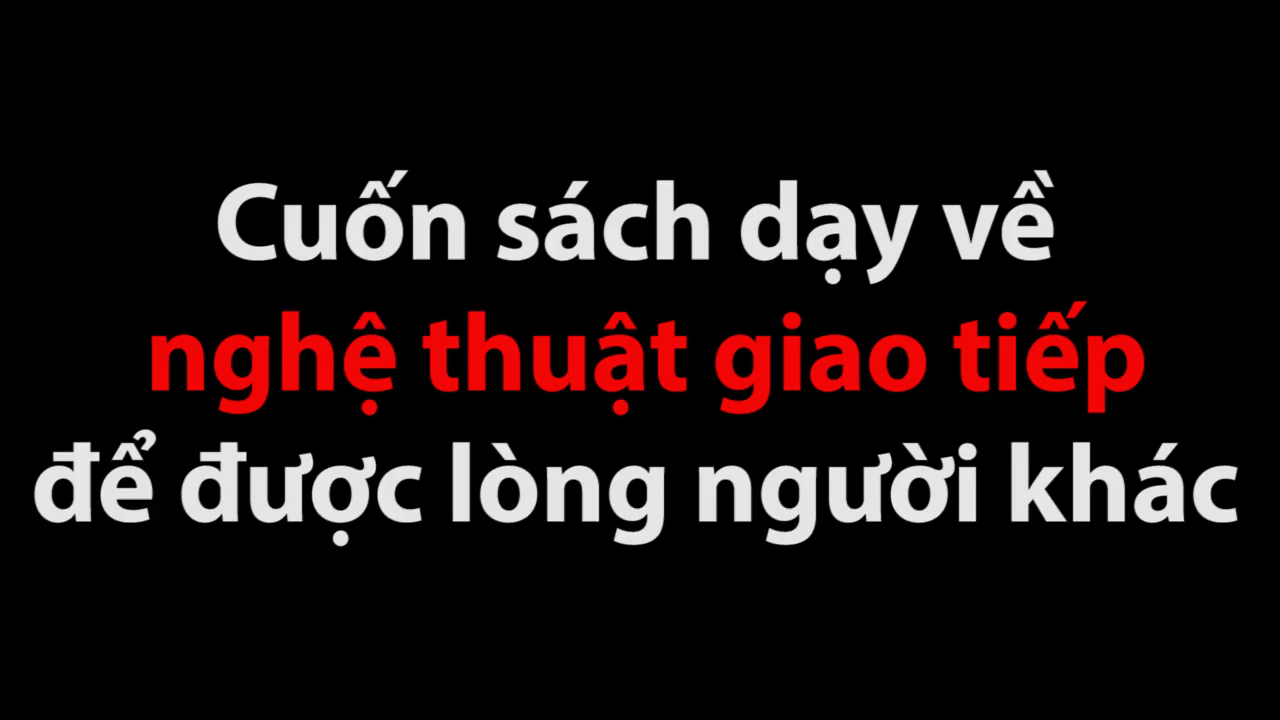 Cuốn sách dạy về
nghệ thuật giao tiếp
để được lòng người khác